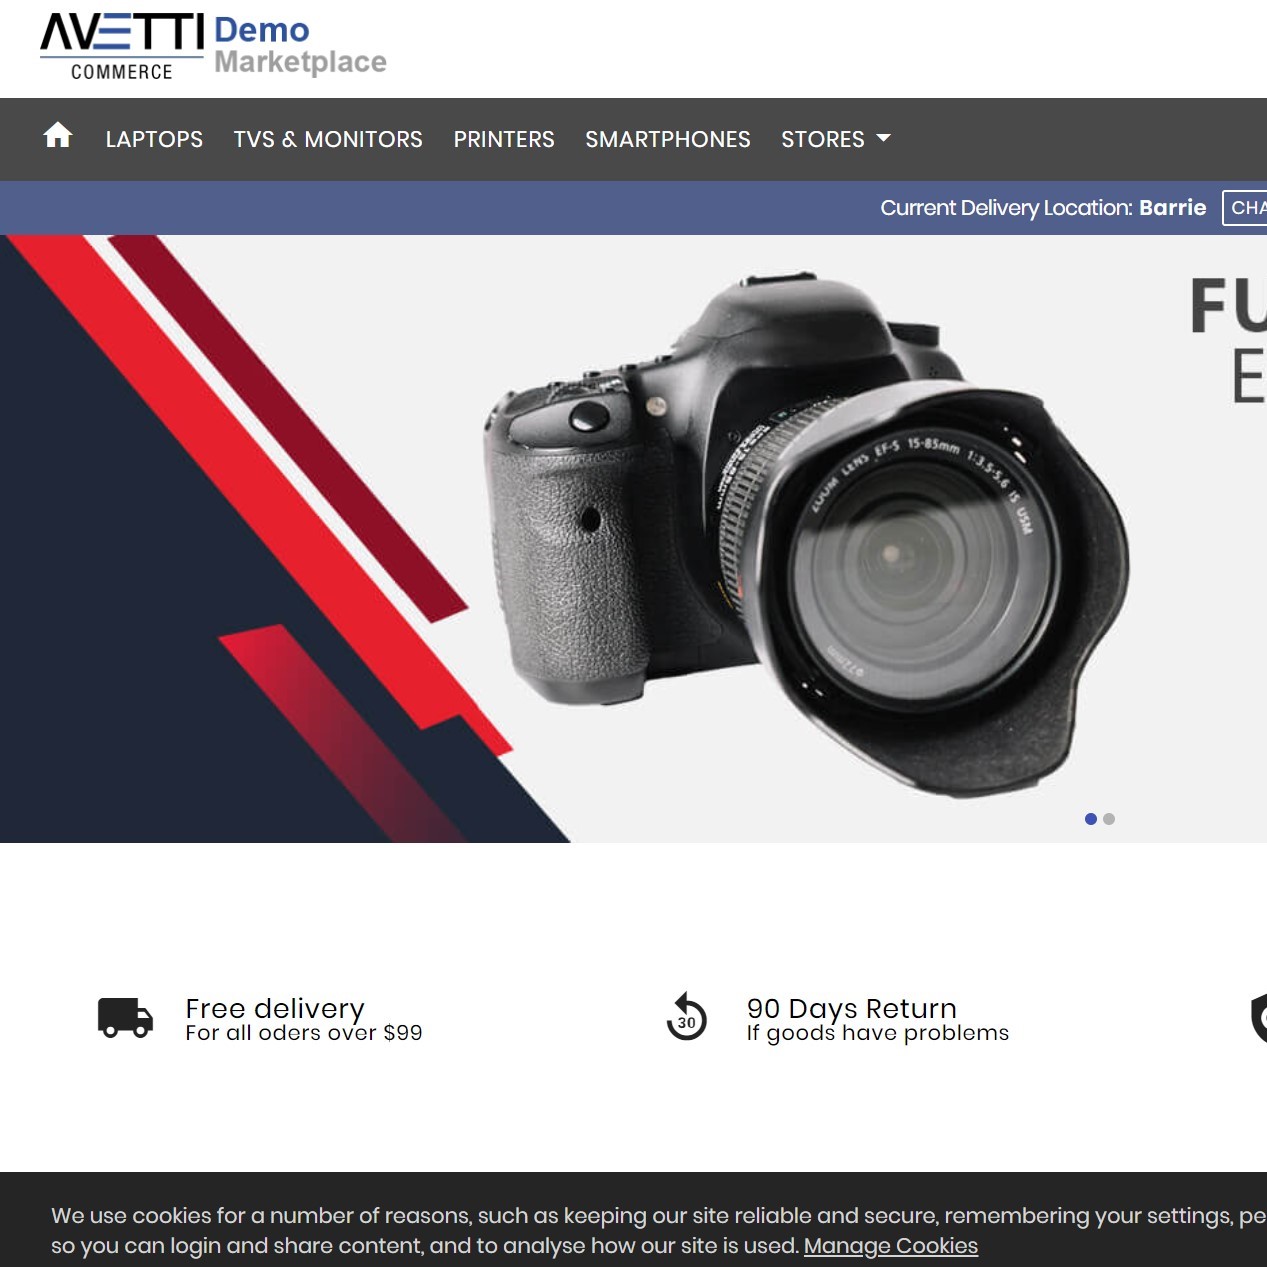 AVETTI Demo
COMMERCE Marketplace
LAPTOPS TVS & MONITORS PRINTERS SMARTPHONES STORES
Current Delivery Location: Barrie CHA
FU
E
ZOOM LENS EF-S 15-85mm 1:3.5-5.6 IS USM
Ø72mm
Free delivery
For all oders over $99
30
90 Days Return
If goods have problems
We use cookies for a number of reasons, such as keeping our site reliable and secure, remembering your settings, pe
so you can login and share content, and to analyse how our site is used. Manage Cookies